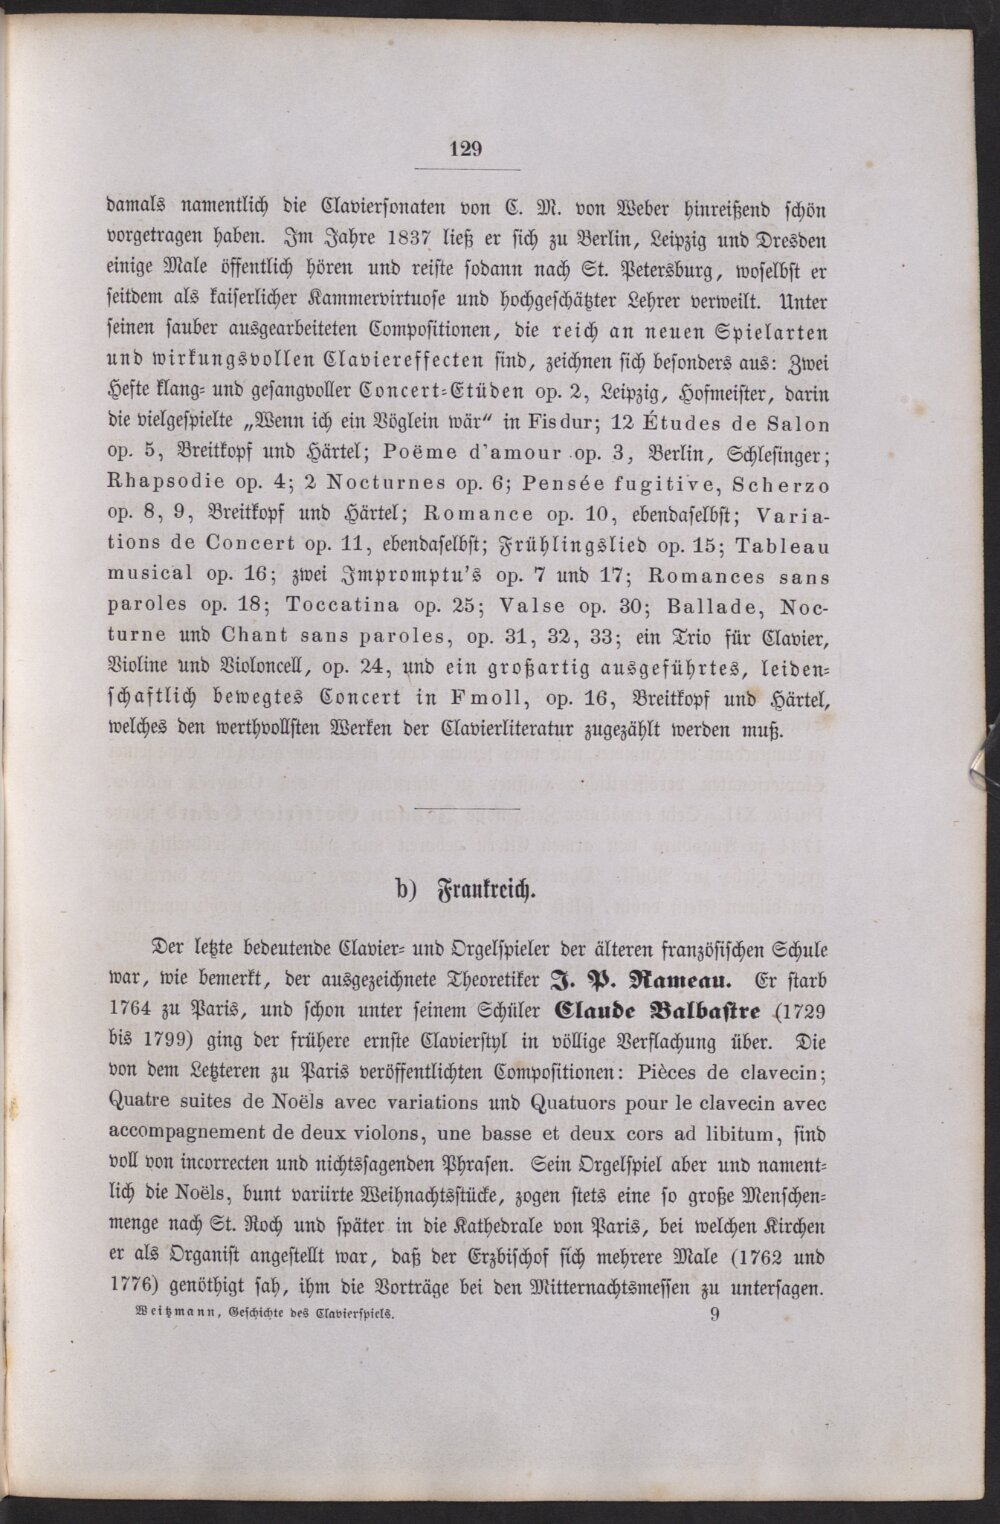 129
damals namentlich die Claviersonaten von C. M. von Weber hinreißend schön
vorgetragen haben. Im Jahre 1837 ließ er sich zu Berlin, Leipzig und Dresden
einige Male öffentlich hören und reiste sodann nach St. Petersburg, woselbst er
seitdem als kaiserlicher Kammervirtuose und hochgeschätzter Lehrer verweilt. Unter
seinen sauber ausgearbeiteten Compositionen, die reich an neuen Spielarten
und wirkungsvollen Claviereffecten sind, zeichnen sich besonders aus: Zwei
Hefte klang- und gesangvoller Concert-Etüden op. 2, Leipzig, Hofmeister, darin
die vielgespielte „Wenn ich ein Vöglein wär“ in Fisdur; 12 Études de Salon
op. 5, Breitkopf und Härtel; Poëme d'amour op. 3, Berlin, Schlesinger;
Rhapsodie op. 4; 2 Nocturnes op. 6; Pensée fugitive, Scherzo
op. 8, 9, Breitkopf und Härtel; Romance op. 10, ebendaselbst; Varia-
tions de Concert op. 11, ebendaselbst; Frühlingslied op. 15; Tableau
musical op. 16; zwei Impromptu's op. 7 und 17; Romances sans
paroles op. 18; Toccatina op. 25; Valse op. 30; Ballade, Noc-
turne und Chant sans paroles, op. 31, 32, 33; ein Trio für Clavier,
Violine und Violoncell, op. 24, und ein großartig ausgeführtes, leiden-
schaftlich bewegtes Concert in Fmoll, op. 16, Breitkopf und Härtel,
welches den werthvollsten Werken der Clavierliteratur zugezählt werden muß.
b) Frankreich.
Der letzte bedeutende Clavier- und Orgelspieler der älteren französischen Schule
war, wie bemerkt, der ausgezeichnete Theoretiker J. P. Rameau. Er starb
1764 zu Paris, und schon unter seinem Schüler Claude Balbastre (1729
bis 1799) ging der frühere ernste Clavierstyl in völlige Verflachung über. Die
von dem Letzteren zu Paris veröffentlichten Compositionen: Pièces de clavecin;
Quatre suites de Noëls avec variations und Quatuors pour le clavecin avec
accompagnement de deux violons, une basse et deux cors ad libitum, sind
voll von incorrecten und nichtssagenden Phrasen. Sein Orgelspiel aber und nament-
lich die Noëls, bunt variirte Weihnachtsstücke, zogen stets eine so große Menschen-
menge nach St. Roch und später in die Kathedrale von Paris, bei welchen Kirchen
er als Organist angestellt war, daß der Erzbischof sich mehrere Male (1762 und
1776) genöthigt sah, ihm die Vorträge bei den Mitternachtsmessen zu untersagen.
Weitzmann, Geschichte des Clavierspiels. 9